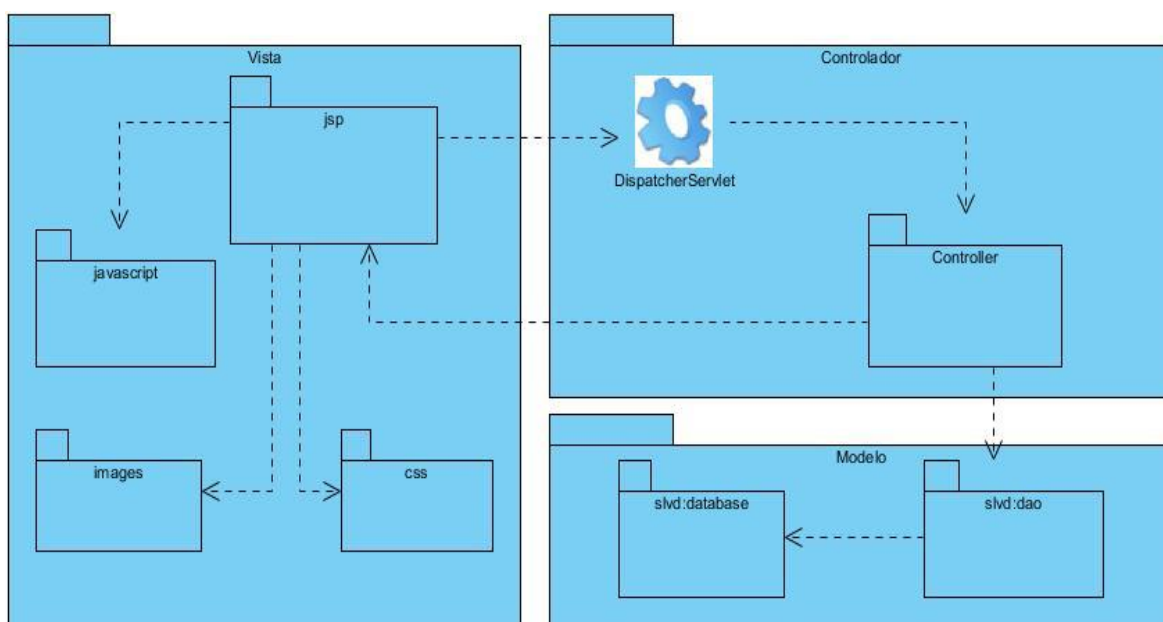 Vista
jsp
javascript
images
css
Controlador
DispatcherServlet
Controller
Modelo
slvd:database
slvd:dao